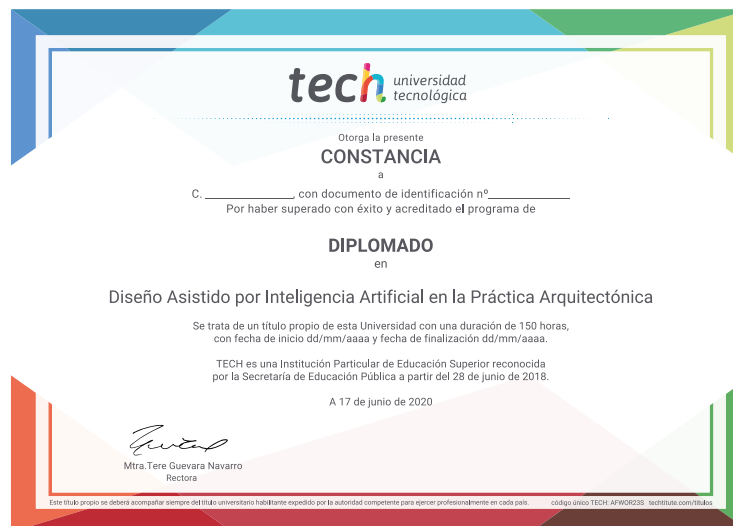 tech universidad
tecnológica
Otorga la presente
CONSTANCIA
a
C. ______________, con documento de identificación nº______________
Por haber superado con éxito y acreditado el programa de
DIPLOMADO
en
Diseño Asistido por Inteligencia Artificial en la Práctica Arquitectónica
Se trata de un título propio de esta Universidad con una duración de 150 horas,
con fecha de inicio dd/mm/aaaa y fecha de finalización dd/mm/aaaa.
TECH es una Institución Particular de Educación Superior reconocida
por la Secretaría de Educación Pública a partir del 28 de junio de 2018.
A 17 de junio de 2020
Mtra.Tere Guevara Navarro
Rectora
Este título propio se deberá acompañar siempre del título universitario habilitante expedido por la autoridad competente para ejercer profesionalmente en cada país. código único TECH: AFWOR23S techtitute.com/titulos